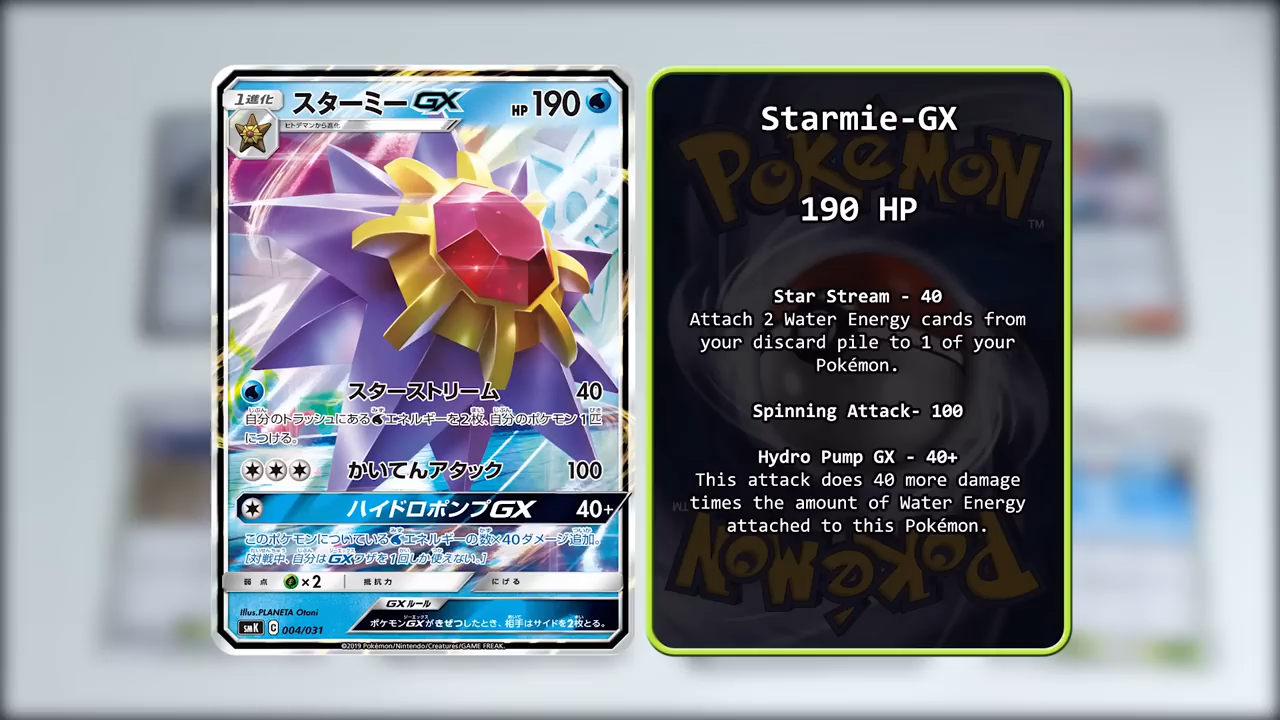 1進化
スターミーGX
HP 190
ヒトデマンから進化
スターストリーム 40
自分のトラッシュにある エネルギーを2枚、自分のポケモン1匹
につける。
かいてんアタック 100
ハイドロポンプGX 40+
このポケモンについている エネルギーの数×40ダメージ追加。
[対戦中、自分はGXワザを1回しか使えない。]
弱点 ×2 抵抗力 にげる
Illus.PLANETA Otani
GXルール
ポケモンGXがきぜつしたとき、相手はサイドを2枚とる。
SMK C 004/031
©2019 Pokémon/Nintendo/Creatures/GAME FREAK.
Starmie-GX
POKéMON
TM
190 HP
Star Stream - 40
Attach 2 Water Energy cards from
your discard pile to 1 of your
Pokémon.
Spinning Attack- 100
Hydro Pump GX - 40+
This attack does 40 more damage
times the amount of Water Energy
attached to this Pokémon.
TM
POKéMON